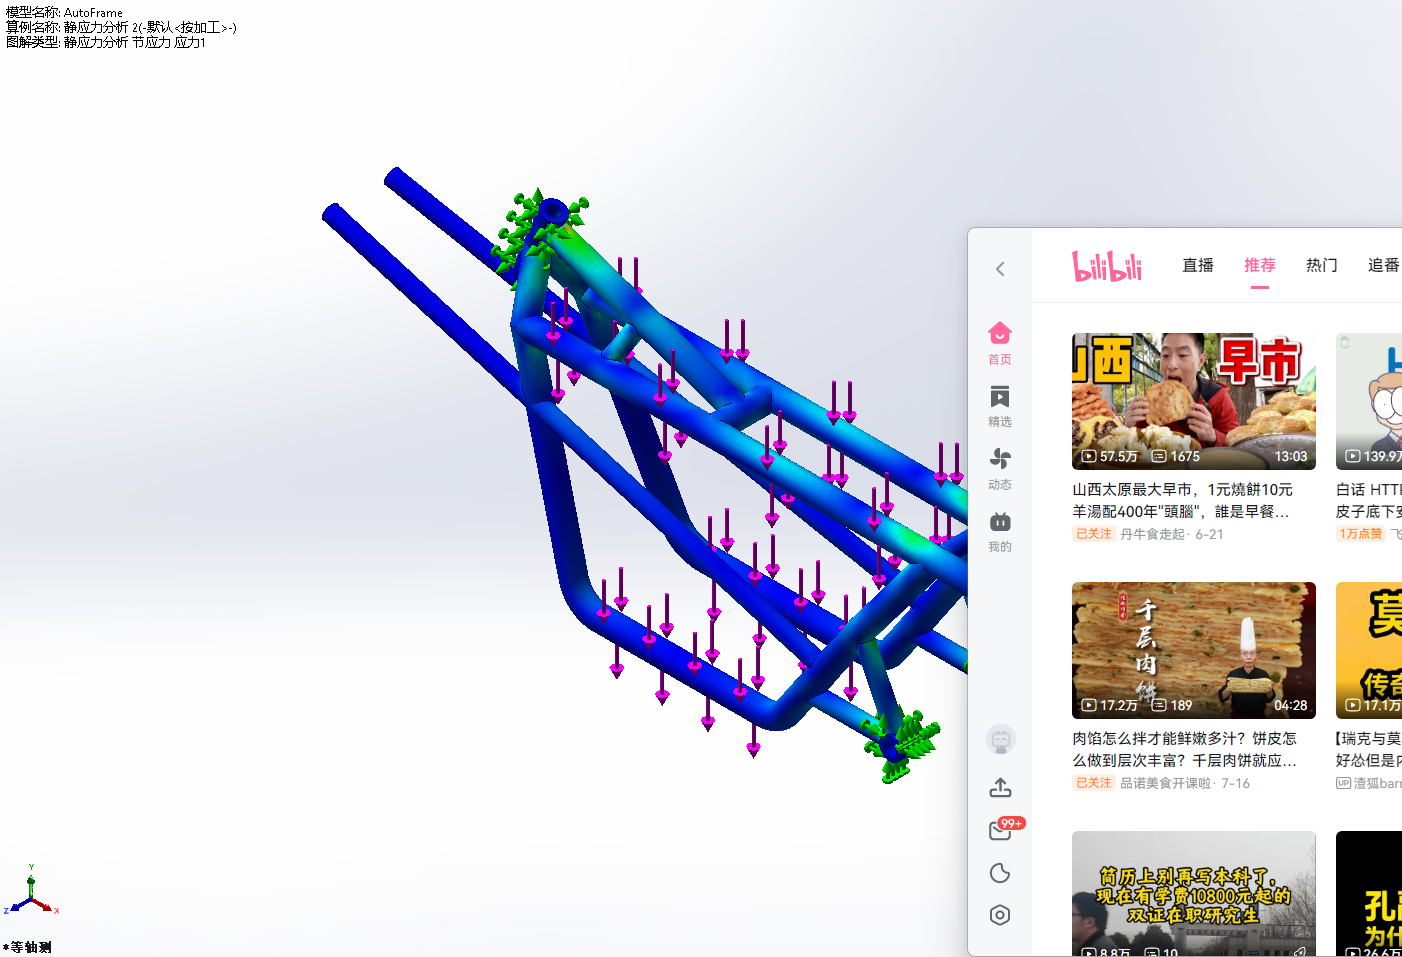 模型名称: AutoFrame
算例名称: 静应力分析 2(-默认<按加工>-)
图解类型: 静应力分析 节应力 应力1
Y
Z
X
*等轴测
bilibili
直播
推荐
热门
追番
首页
精选
动态
我的
99+
山西
早市
57.5万
1675
13:03
山西太原最大早市，1元燒餅10元
羊湯配400年"頭腦"，誰是早餐...
已关注 丹牛食走起· 6-21
139.9万
白话 HTT
皮子底下
1万点赞
千层肉饼
17.2万
189
04:28
肉馅怎么拌才能鲜嫩多汁？饼皮怎
么做到层次丰富？千层肉饼就应...
已关注 品诺美食开课啦· 7-16
莫
传奇
17.1万
【瑞克与莫
好怂但是
UP 渣狐bar
简历上别再写本科了，
现在有学费10800元起的
双证在职研究生
8.8万
10
为什
26.6万